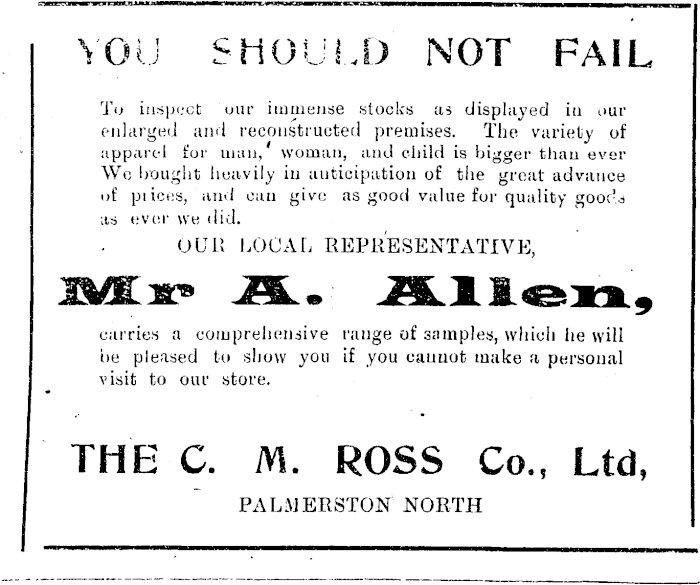 YOU SHOULD NOT FAIL
To inspect our immense stocks as displayed in our
enlarged and reconstructed premises. The variety of
apparel for man, woman, and child is bigger than ever
We bought heavily in anticipation of the great advance
of prices, and can give as good value for quality goods
as ever we did.
OUR LOCAL REPRESENTATIVE,
Mr A. Allen,
carries a comprehensive range of samples, which he will
be pleased to show you if you cannot make a personal
visit to our store.
THE C. M. ROSS Co., Ltd,
PALMERSTON NORTH